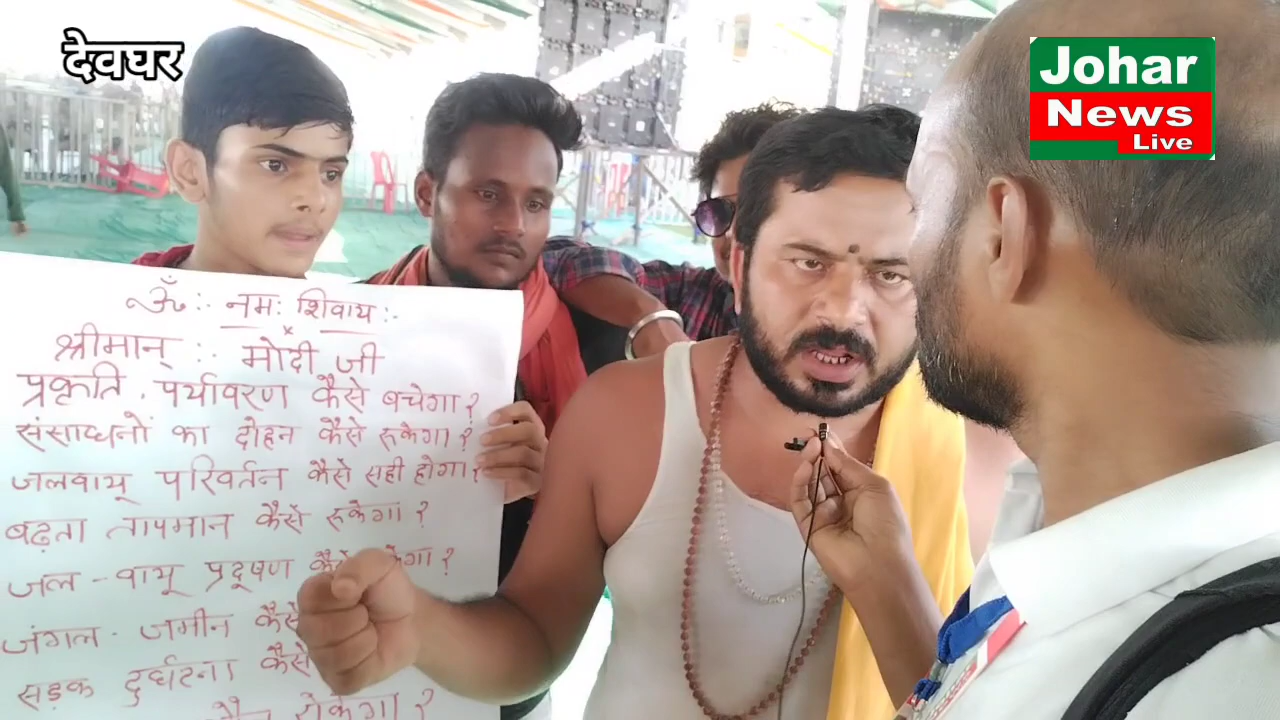 देवघर
Johar
News
Live
ॐ :- नमः शिवाय :-
श्रीमान् :- मोदी जी
प्रकृति, पर्यावरण कैसे बचेगा?
संसाधनों का दोहन कैसे रूकेगा?
जलवायु परिवर्तन कैसे सही होगा?
बढ़ता तापमान कैसे रूकेगा?
जल - वायू प्रदूषण
जंगल - जमीन कैसे
सड़क दुर्घटना कैसे
रोकेगा?